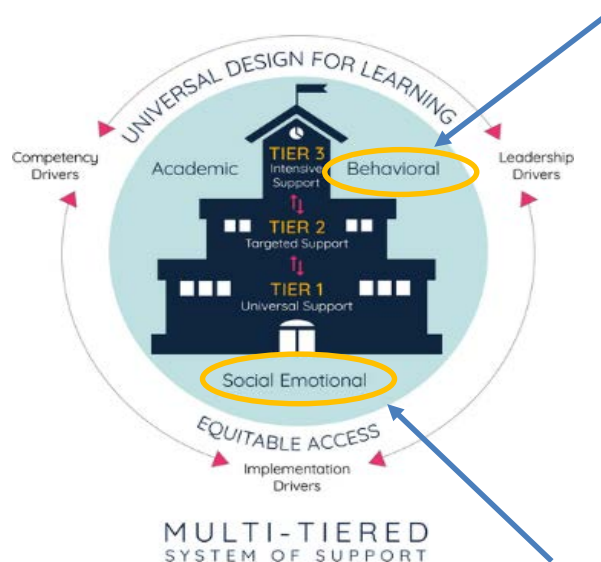 UNIVERSAL DESIGN FOR LEARNING
Competency
Drivers
Academic
TIER 3
Intensive
Support
Behavioral
Leadership
Drivers
TIER 2
Targeted Support
TIER 1
Universal Support
Social Emotional
EQUITABLE ACCESS
Implementation
Drivers
MULTI-TIERED
SYSTEM OF SUPPORT